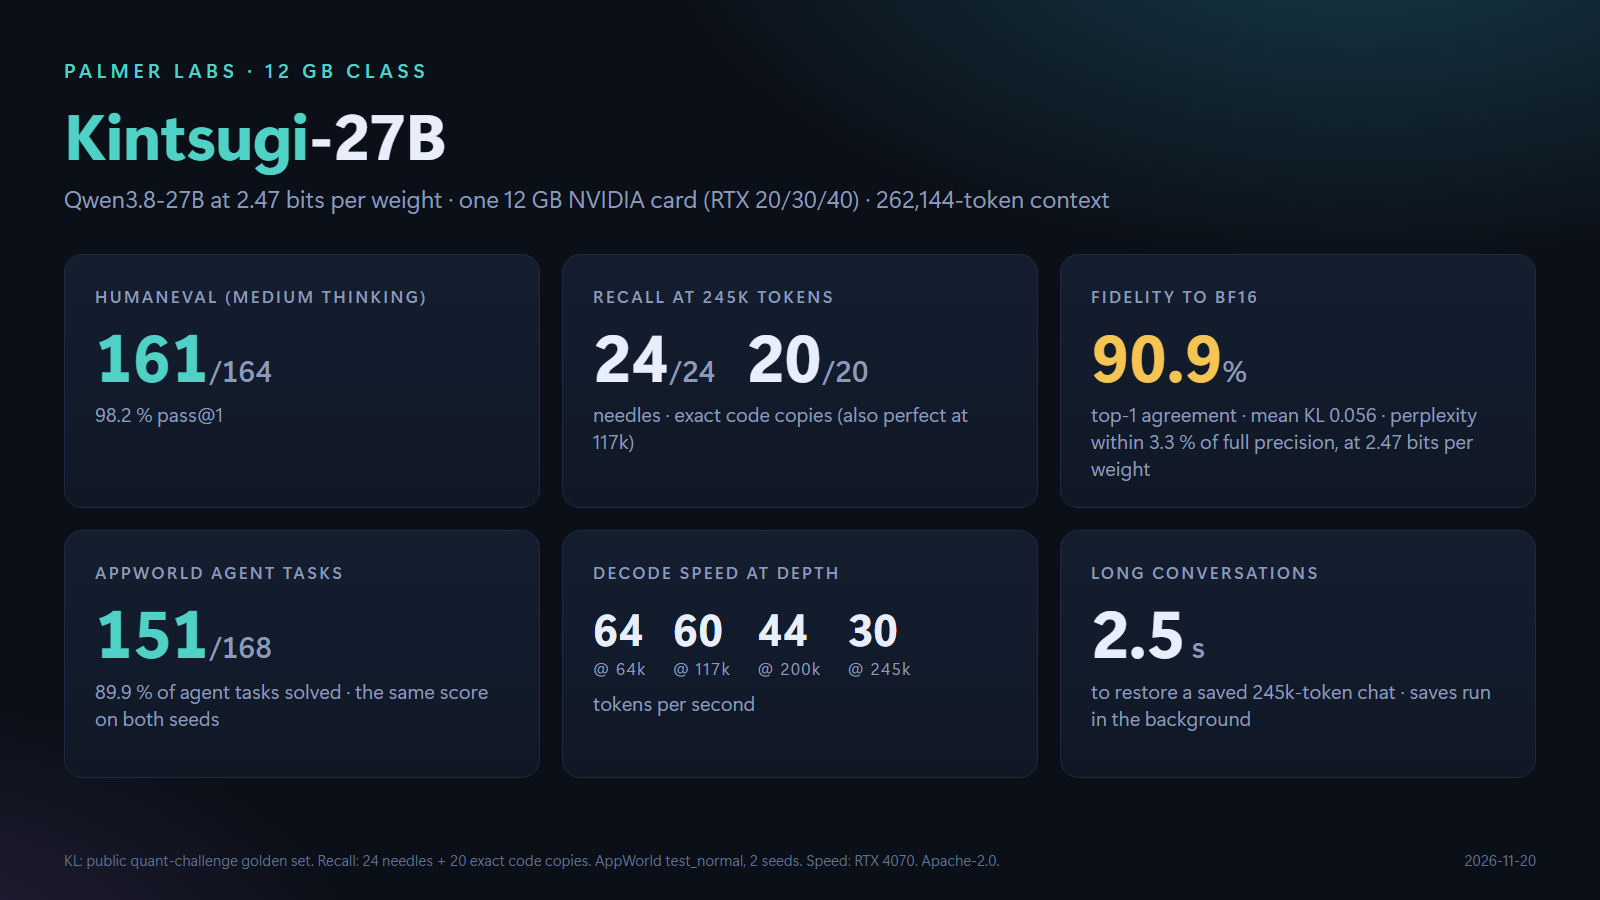 PALMER LABS · 12 GB CLASS
Kintsugi-27B
Qwen3.8-27B at 2.47 bits per weight · one 12 GB NVIDIA card (RTX 20/30/40) · 262,144-token context
HUMANEVAL (MEDIUM THINKING)
161/164
98.2 % pass@1
RECALL AT 245K TOKENS
24/24 20/20
needles · exact code copies (also perfect at
117k)
FIDELITY TO BF16
90.9%
top-1 agreement · mean KL 0.056 · perplexity
within 3.3 % of full precision, at 2.47 bits per
weight
APPWORLD AGENT TASKS
151/168
89.9 % of agent tasks solved · the same score
on both seeds
DECODE SPEED AT DEPTH
64 60 44 30
@ 64k @ 117k @ 200k @ 245k
tokens per second
LONG CONVERSATIONS
2.5 s
to restore a saved 245k-token chat · saves run
in the background
KL: public quant-challenge golden set. Recall: 24 needles + 20 exact code copies. AppWorld test_normal, 2 seeds. Speed: RTX 4070. Apache-2.0.
2026-11-20